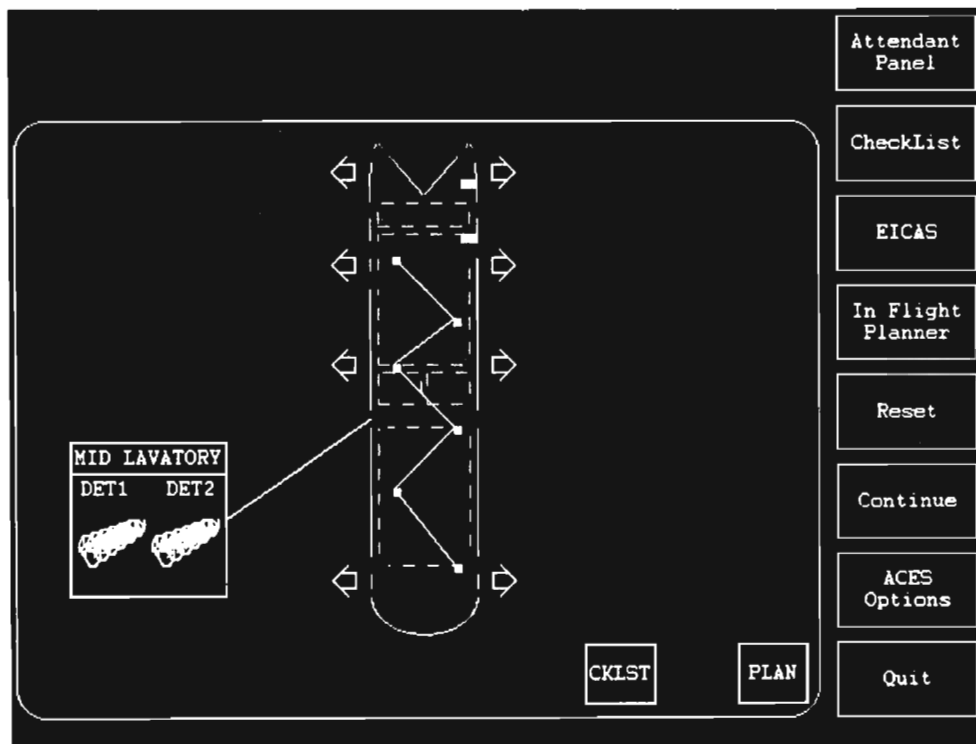 Attendant
Panel
CheckList
EICAS
In Flight
Planner
Reset
Continue
ACES
Options
Quit
MID LAVATORY
DET1 DET2
CKLST
PLAN